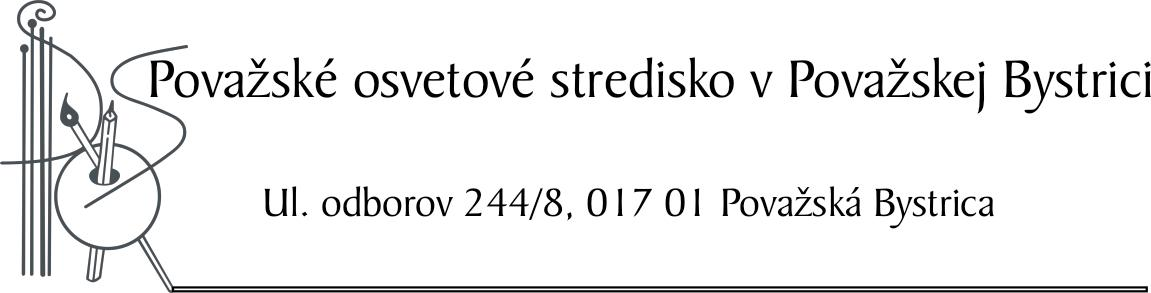 Považské osvetové stredisko v Považskej Bystrici
Ul. odborov 244/8, 017 01 Považská Bystrica